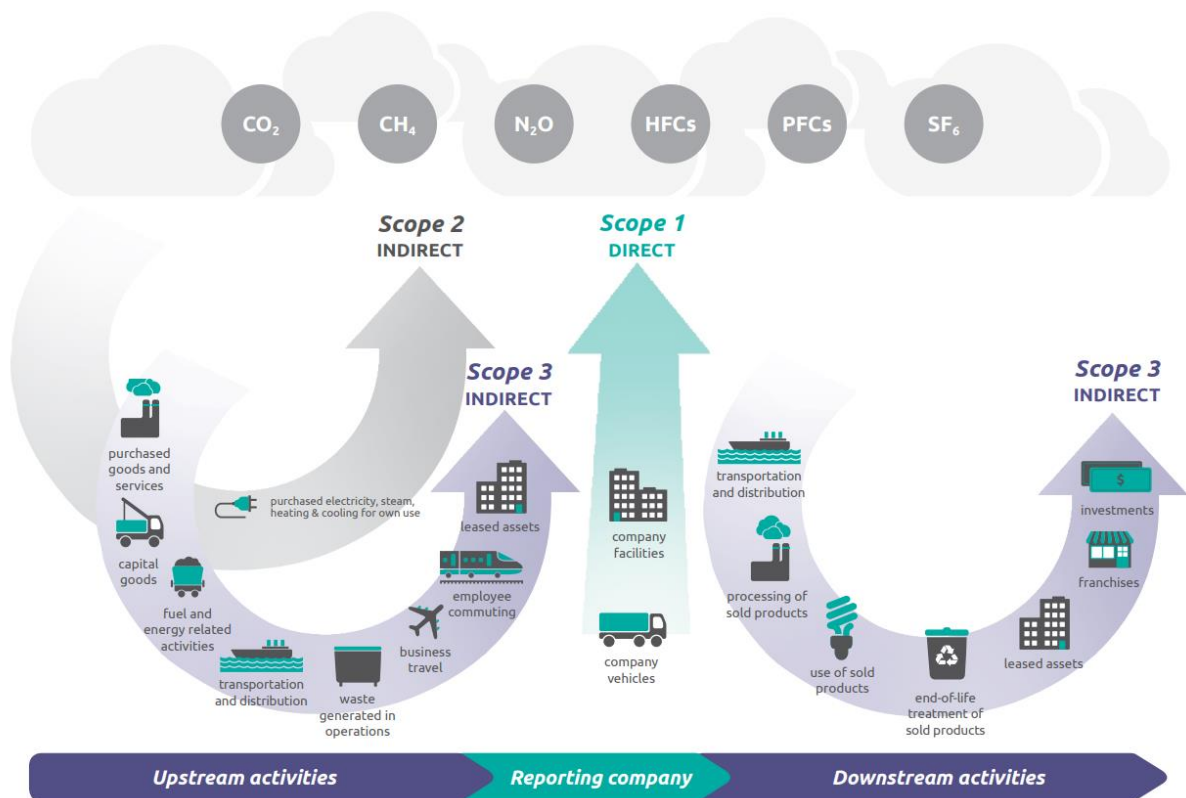 CO₂ CH₄ N₂O HFCs PFCs SF₆
Scope 2
INDIRECT
Scope 1
DIRECT
Scope 3
INDIRECT
Scope 3
INDIRECT
purchased
goods and
services
capital
goods
fuel and
energy related
activities
purchased electricity, steam,
heating & cooling for own use
transportation
and distribution
waste
generated in
operations
business
travel
employee
commuting
leased assets
company
facilities
company
vehicles
transportation
and distribution
processing of
sold products
use of sold
products
end-of-life
treatment of
sold products
leased assets
franchises
$
investments
Upstream activities
Reporting company
Downstream activities